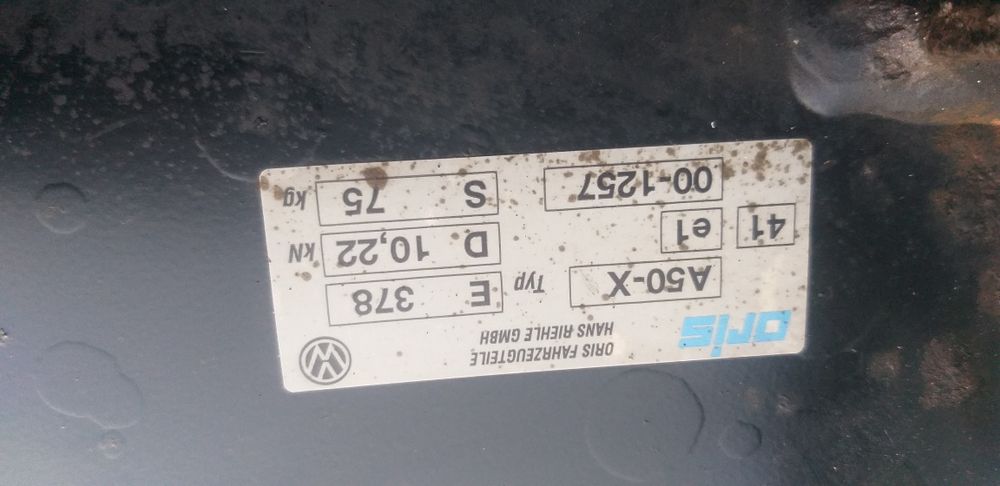 oris
ORIS FAHRZEUGTEILE
HANS RIEHLE GMBH
A50-X Typ E 378
41 e1 D 10,22 kN
00-1257 S 75 kg